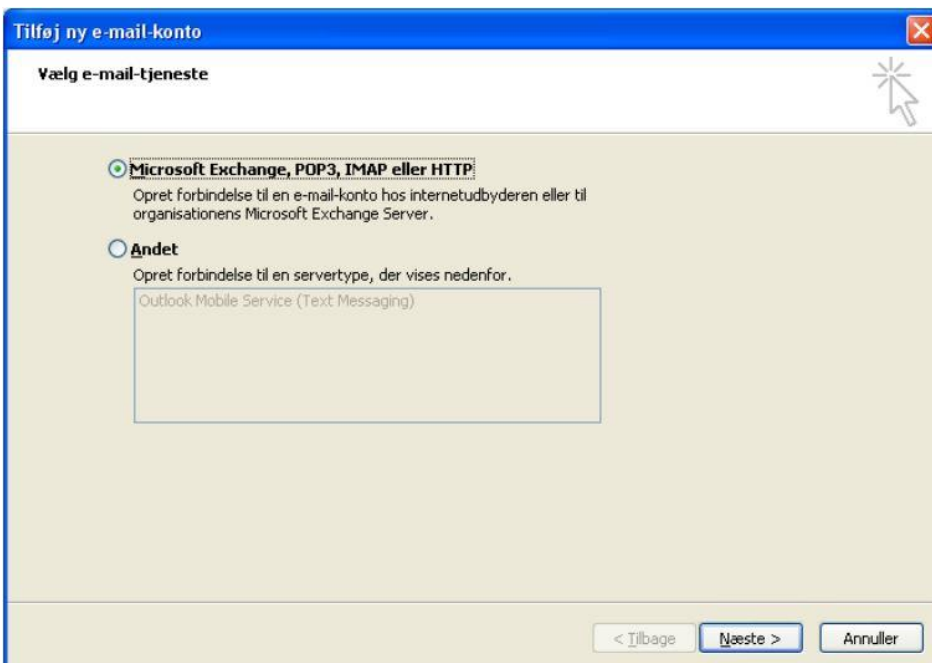 Tilføj ny e-mail-konto
Vælg e-mail-tjeneste
Microsoft Exchange, POP3, IMAP eller HTTP
Opret forbindelse til en e-mail-konto hos internetudbyderen eller til
organisationens Microsoft Exchange Server.
Andet
Opret forbindelse til en servertype, der vises nedenfor.
Outlook Mobile Service (Text Messaging)
< Tilbage
Næste >
Annuller